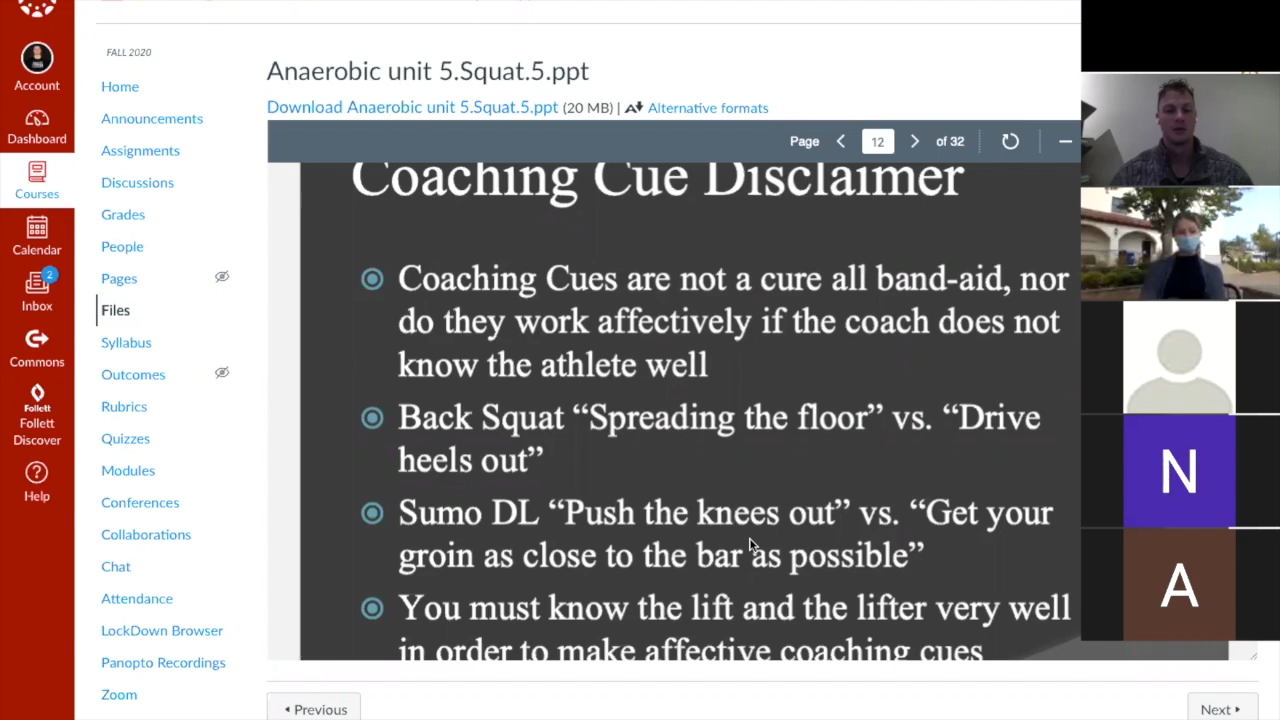 FALL 2020
Account
Dashboard
Courses
Calendar
2
Inbox
Commons
Follett
Follett
Discover
Help
Home
Announcements
Assignments
Discussions
Grades
People
Pages
Files
Syllabus
Outcomes
Rubrics
Quizzes
Modules
Conferences
Collaborations
Chat
Attendance
LockDown Browser
Panopto Recordings
Zoom
Anaerobic unit 5.Squat.5.ppt
Download Anaerobic unit 5.Squat.5.ppt (20 MB) | Alternative formats
Page 12 of 32
Coaching Cue Disclaimer
Coaching Cues are not a cure all band-aid, nor
do they work affectively if the coach does not
know the athlete well
Back Squat “Spreading the floor” vs. “Drive
heels out”
Sumo DL “Push the knees out” vs. “Get your
groin as close to the bar as possible”
You must know the lift and the lifter very well
in order to make affective coaching cues
Previous
Next
N
A